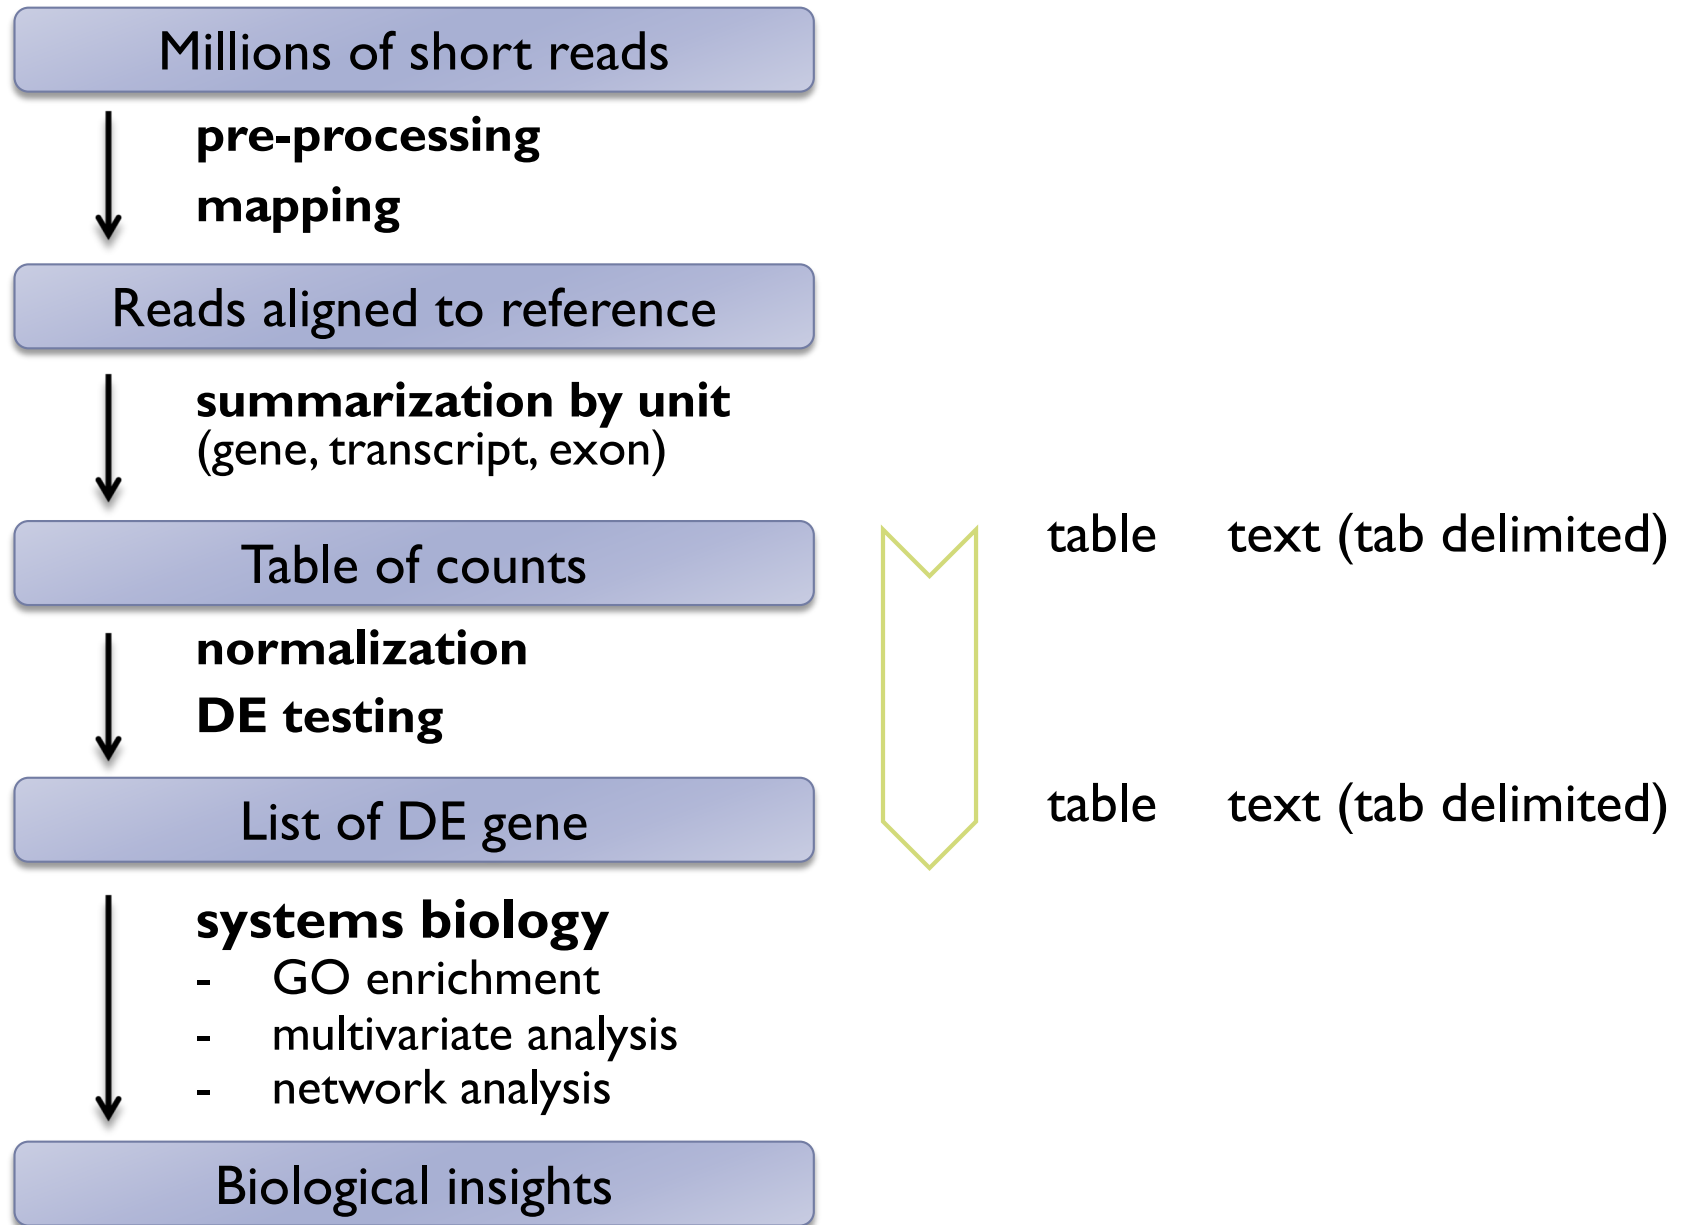 Millions of short reads
pre-processing
mapping
Reads aligned to reference
summarization by unit
(gene, transcript, exon)
Table of counts
table text (tab delimited)
normalization
DE testing
List of DE gene
table text (tab delimited)
systems biology
- GO enrichment
- multivariate analysis
- network analysis
Biological insights